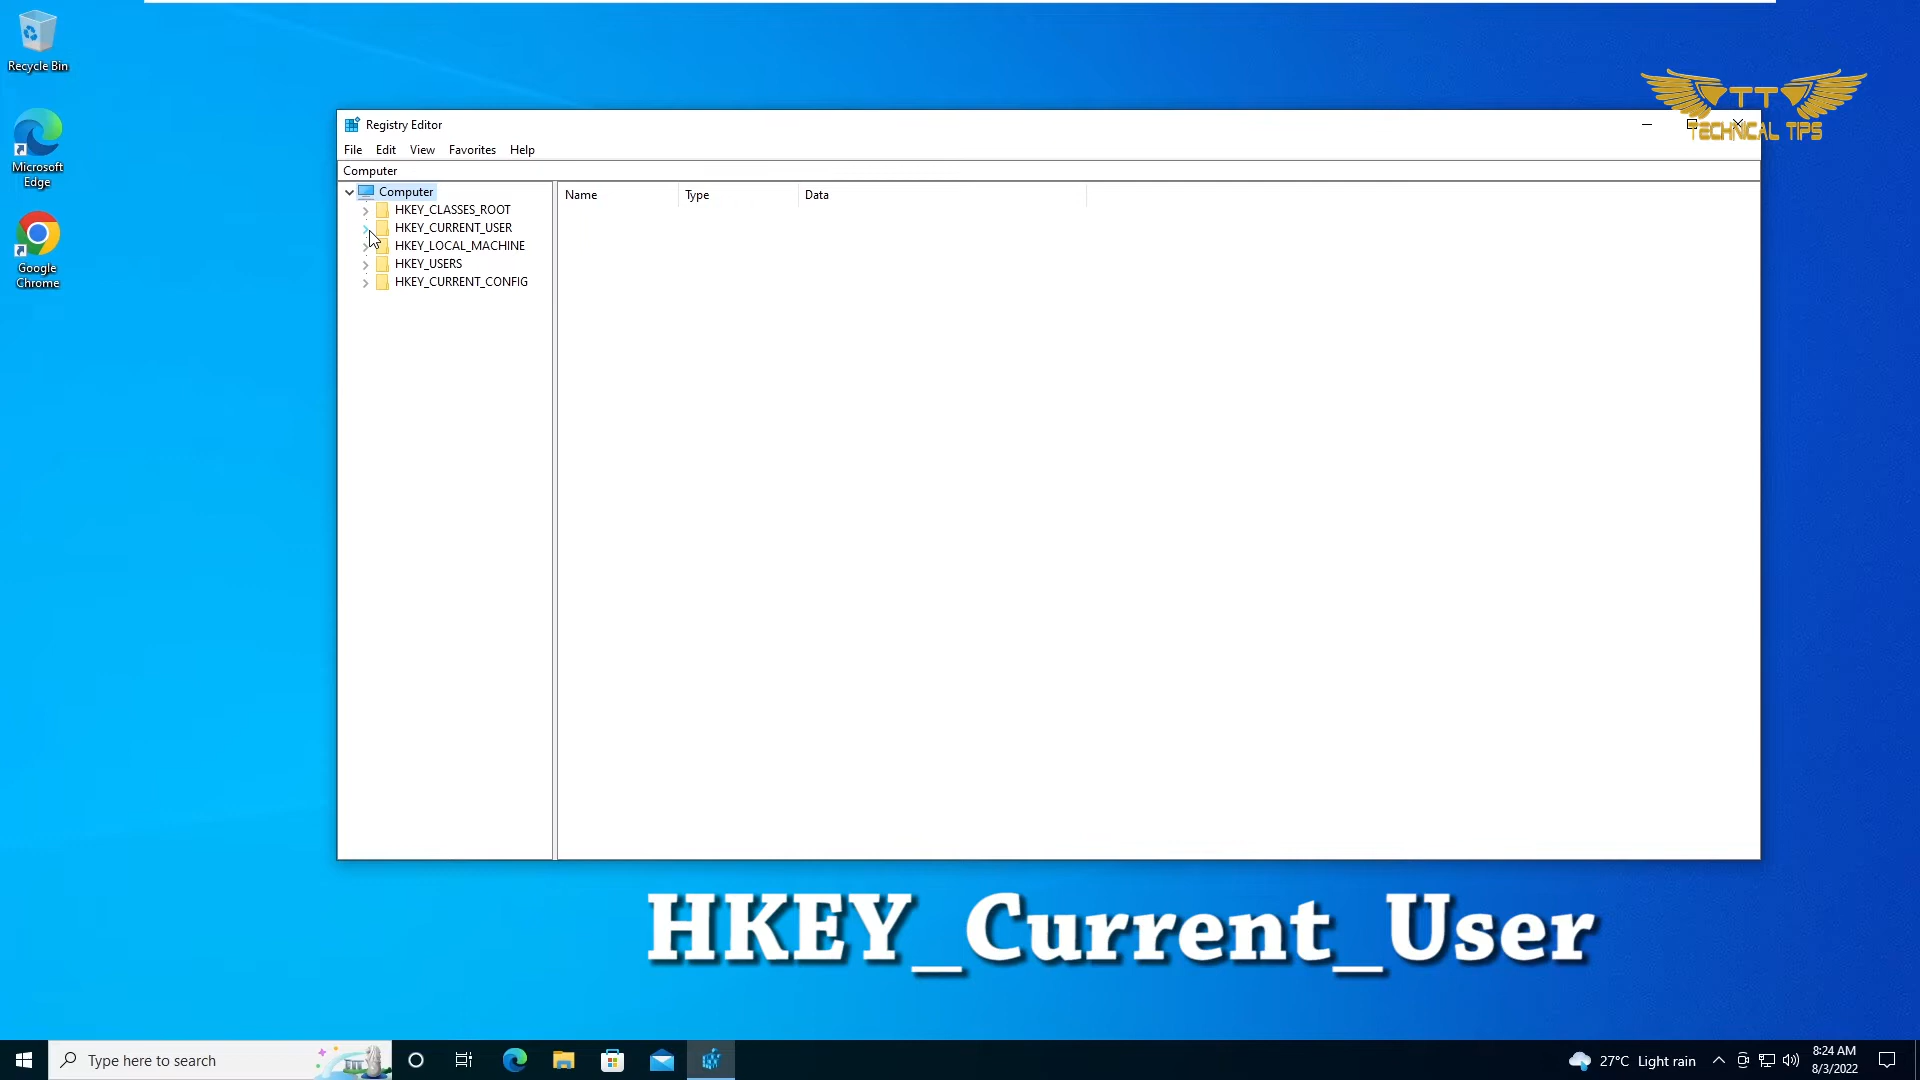 Recycle Bin
Microsoft
Edge
Google
Chrome
TT
TECHNICAL TIPS
Registry Editor
File Edit View Favorites Help
Computer
Computer
HKEY_CLASSES_ROOT
HKEY_CURRENT_USER
HKEY_LOCAL_MACHINE
HKEY_USERS
HKEY_CURRENT_CONFIG
Name Type Data
HKEY_Current_User
Type here to search
27°C Light rain
8:24 AM
8/3/2022